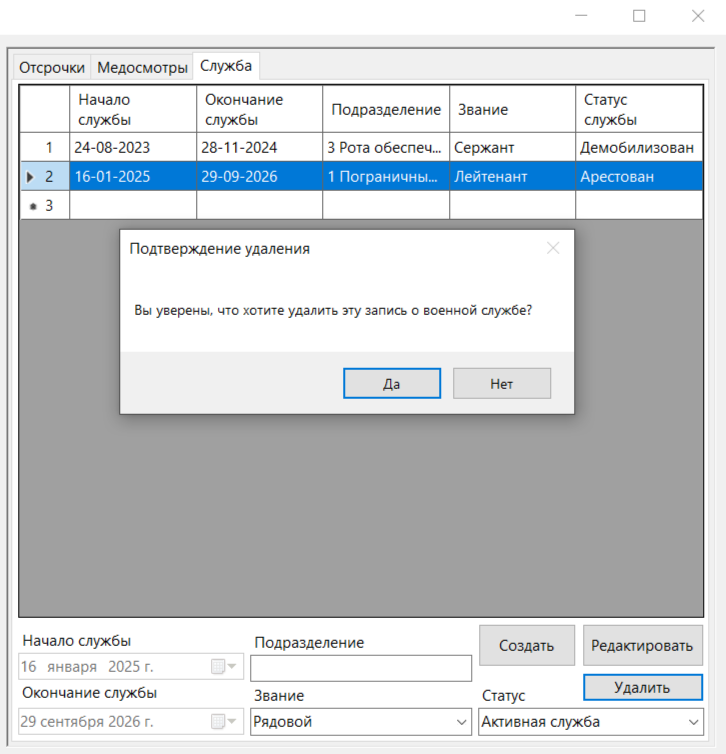 Отсрочки Медосмотры Служба
Начало службы Окончание службы Подразделение Звание Статус службы
1 24-08-2023 28-11-2024 3 Рота обеспеч... Сержант Демобилизован
2 16-01-2025 29-09-2026 1 Пограничны... Лейтенант Арестован
3
Подтверждение удаления
Вы уверены, что хотите удалить эту запись о военной службе?
Да Нет
Начало службы Подразделение Создать Редактировать
16 января 2025 г.
Окончание службы Звание Статус Удалить
29 сентября 2026 г. Рядовой Активная служба